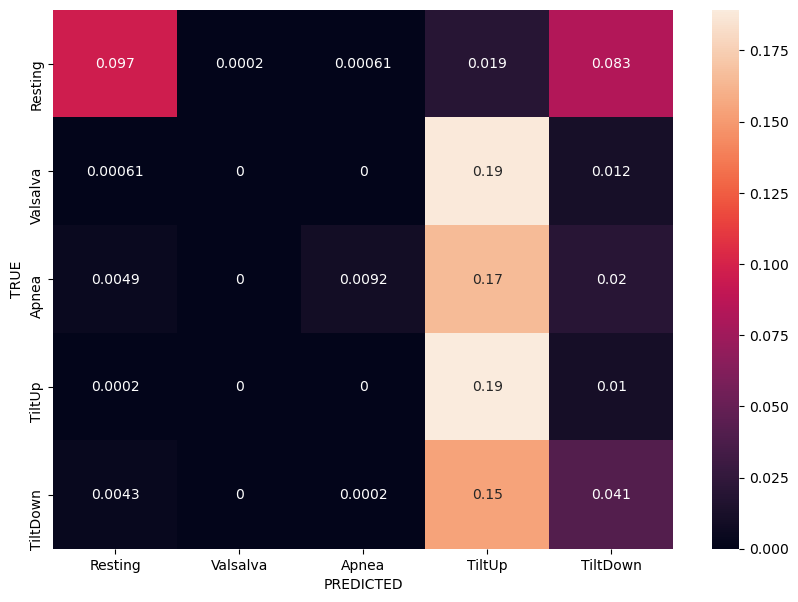 0.097 0.0002 0.00061 0.019 0.083
0.00061 0 0 0.19 0.012
0.0049 0 0.0092 0.17 0.02
0.0002 0 0 0.19 0.01
0.0043 0 0.0002 0.15 0.041
Resting
Valsalva
Apnea
TiltUp
TiltDown
TRUE
Resting Valsalva Apnea TiltUp TiltDown
PREDICTED
0.175
0.150
0.125
0.100
0.075
0.050
0.025
0.000